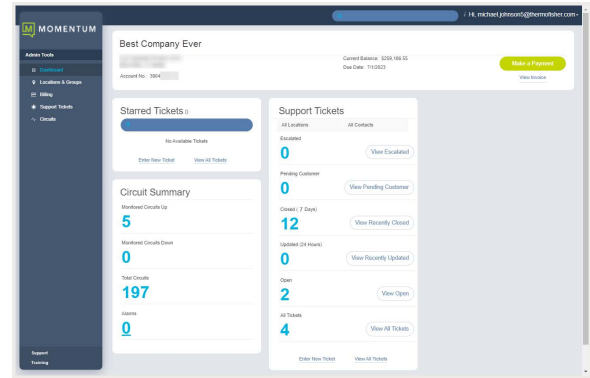 MOMENTUM
Hi, michael.johnson5@thermofisher.com
Admin Tools
Dashboard
Locations & Groups
Billing
Support Tickets
Circuits
Support
Training
Best Company Ever
Account No. 3904
Current Balance: $259,186.55
Due Date: 7/1/2023
Make a Payment
View Invoice
Starred Tickets 0
No Available Tickets
Enter New Ticket View All Tickets
Circuit Summary
Monitored Circuits Up
5
Monitored Circuits Down
0
Total Circuits
197
Alarms
0
Support Tickets
All Locations All Contacts
Escalated
0 View Escalated
Pending Customer
0 View Pending Customer
Closed ( 7 Days)
12 View Recently Closed
Updated (24 Hours)
0 View Recently Updated
Open
2 View Open
All Tickets
4 View All Tickets
Enter New Ticket View All Tickets